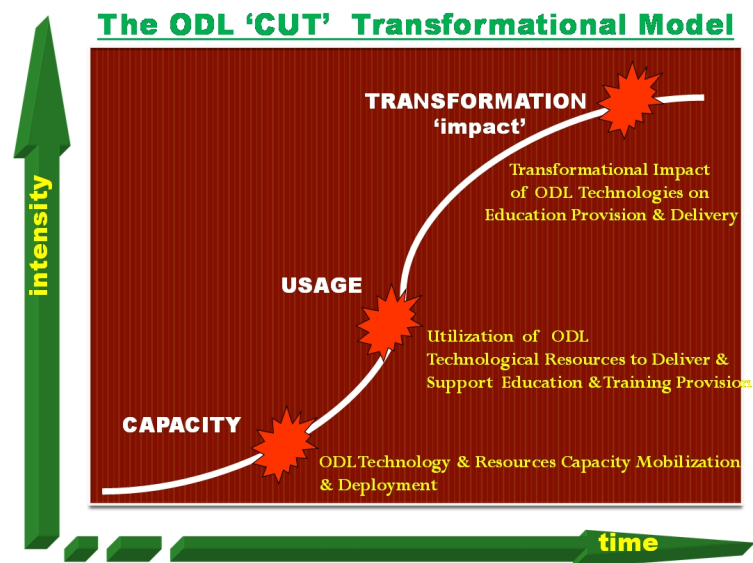 The ODL ‘CUT’ Transformational Model
TRANSFORMATION
‘impact’
Transformational Impact
of ODL Technologies on
Education Provision & Delivery
intensity
USAGE
Utilization of ODL
Technological Resources to Deliver &
Support Education & Training Provision
CAPACITY
ODL Technology & Resources Capacity Mobilization
& Deployment
time